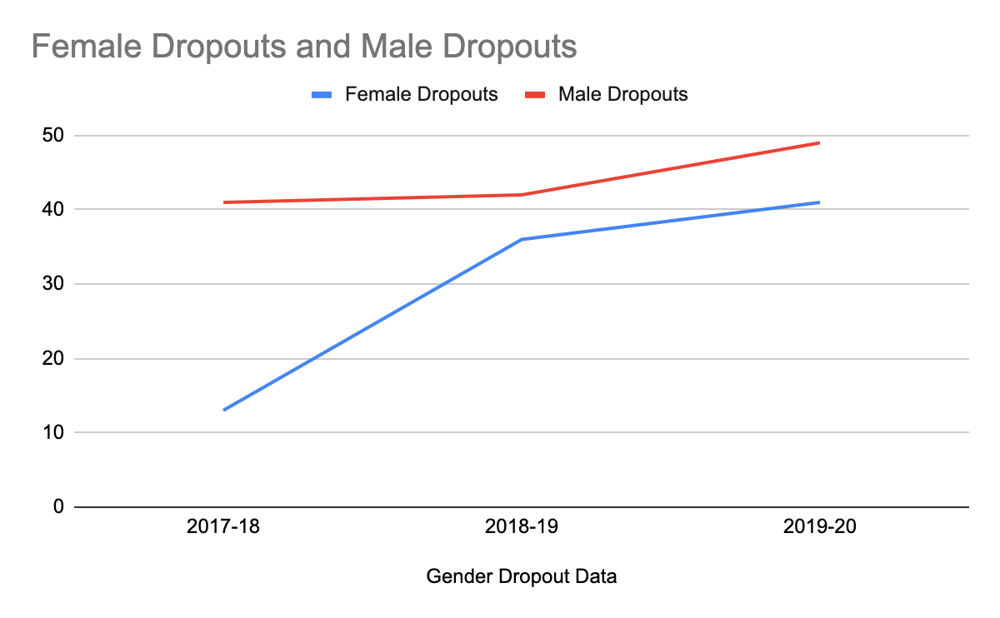 Female Dropouts and Male Dropouts
Female Dropouts Male Dropouts
50
40
30
20
10
0
2017-18 2018-19 2019-20
Gender Dropout Data